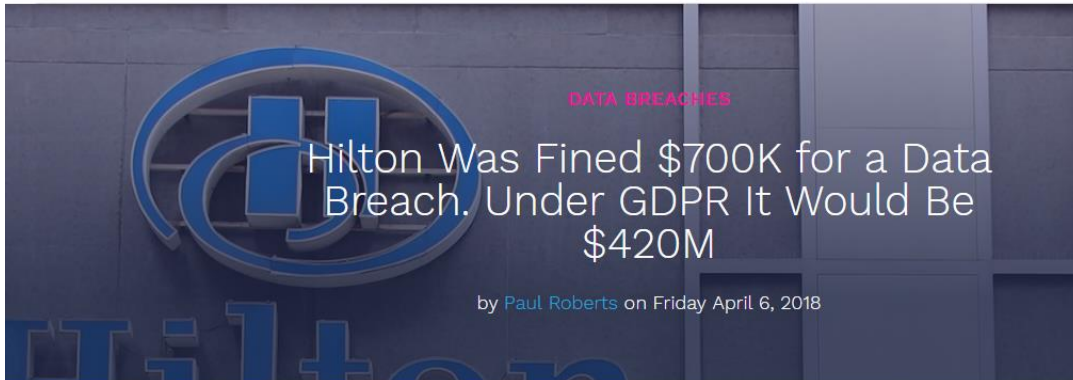 DATA BREACHES
Hilton Was Fined $700K for a Data
Breach. Under GDPR It Would Be
$420M
by Paul Roberts on Friday April 6, 2018
Hilton